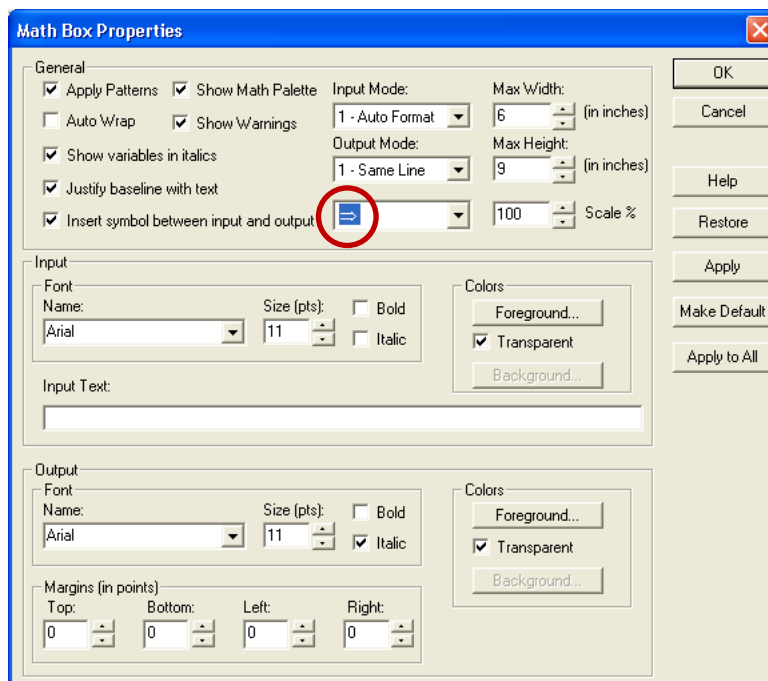 Math Box Properties
General
Apply Patterns Show Math Palette Input Mode: Max Width:
Auto Wrap Show Warnings 1 - Auto Format 6 (in inches)
Output Mode: Max Height:
Show variables in italics 1 - Same Line 9 (in inches)
Justify baseline with text
Insert symbol between input and output ⇒ 100 Scale %
OK
Cancel
Help
Restore
Apply
Make Default
Apply to All
Input
Font
Name: Size (pts): Bold
Arial 11 Italic
Colors
Foreground...
Transparent
Background...
Input Text:
Output
Font
Name: Size (pts): Bold
Arial 11 Italic
Colors
Foreground...
Transparent
Background...
Margins (in points)
Top: Bottom: Left: Right:
0 0 0 0